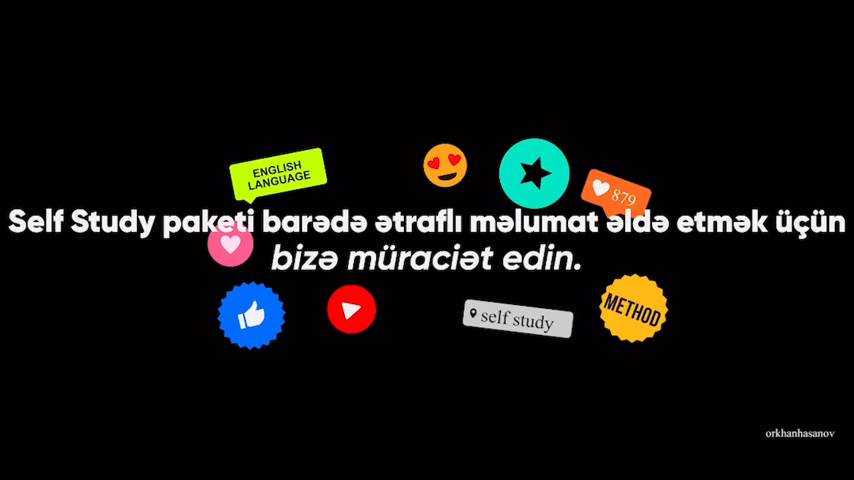 ENGLISH
LANGUAGE
879
Self Study paketi barədə ətraflı məlumat əldə etmək üçün
bizə müraciət edin.
self study
METHOD
orkhanhasanov